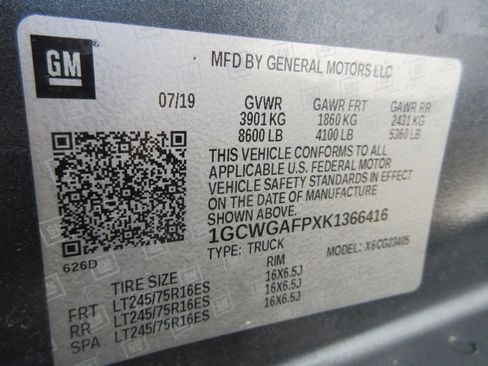 GM
MFD BY GENERAL MOTORS LLC
07/19 GVWR GAWR FRT GAWR RR
3901 KG 1860 KG 2431 KG
8600 LB 4100 LB 5360 LB
THIS VEHICLE CONFORMS TO ALL
APPLICABLE U.S. FEDERAL MOTOR
VEHICLE SAFETY STANDARDS IN EFFECT
ON THE DATE OF MANUFACTURE
SHOWN ABOVE.
1GCWGAFPXK1366416
626D TYPE: TRUCK MODEL: X6CG23405
TIRE SIZE RIM
FRT LT245/75R16ES 16X6.5J
RR LT245/75R16ES 16X6.5J
SPA LT245/75R16ES 16X6.5J